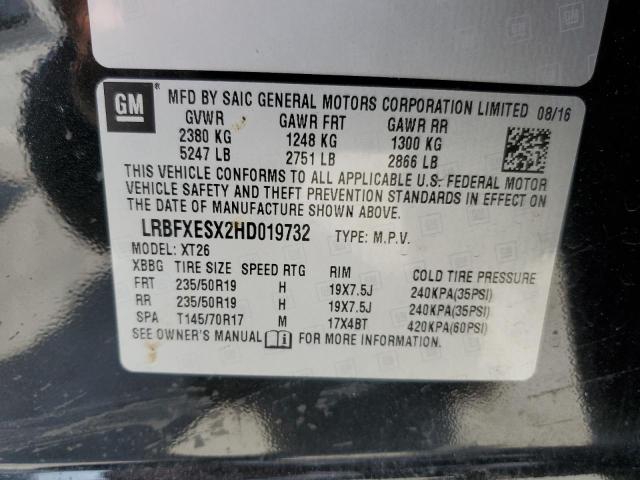 GM ® MFD BY SAIC GENERAL MOTORS CORPORATION LIMITED 08/16
GVWR GAWR FRT GAWR RR
2380 KG 1248 KG 1300 KG
5247 LB 2751 LB 2866 LB
THIS VEHICLE CONFORMS TO ALL APPLICABLE U.S. FEDERAL MOTOR
VEHICLE SAFETY AND THEFT PREVENTION STANDARDS IN EFFECT ON
THE DATE OF MANUFACTURE SHOWN ABOVE.
LRBFXESX2HD019732 TYPE: M.P.V.
MODEL: XT26
XBBG TIRE SIZE SPEED RTG RIM COLD TIRE PRESSURE
FRT 235/50R19 H 19X7.5J 240KPA(35PSI)
RR 235/50R19 H 19X7.5J 240KPA(35PSI)
SPA T145/70R17 M 17X4BT 420KPA(60PSI)
SEE OWNER'S MANUAL i FOR MORE INFORMATION.